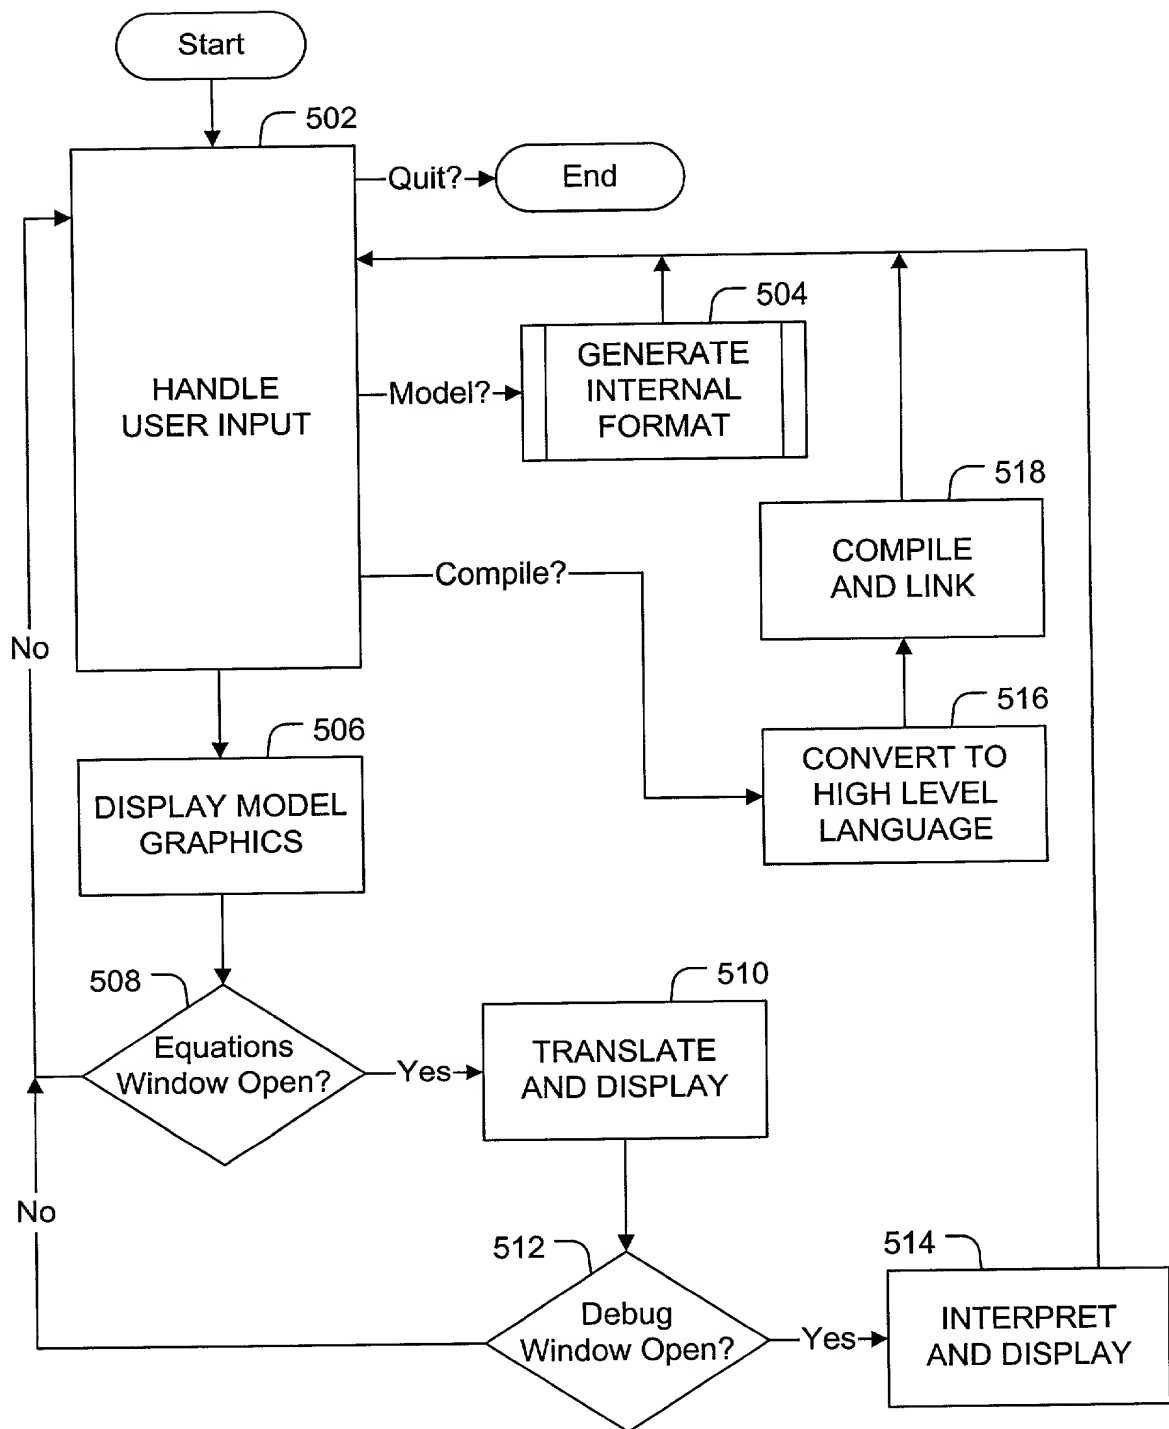 Start
502
Quit?
End
HANDLE
USER INPUT
504
Model?
GENERATE
INTERNAL
FORMAT
518
COMPILE
AND LINK
Compile?
No
506
DISPLAY MODEL
GRAPHICS
516
CONVERT TO
HIGH LEVEL
LANGUAGE
508
Equations
Window Open?
Yes
510
TRANSLATE
AND DISPLAY
No
512
Debug
Window Open?
Yes
514
INTERPRET
AND DISPLAY